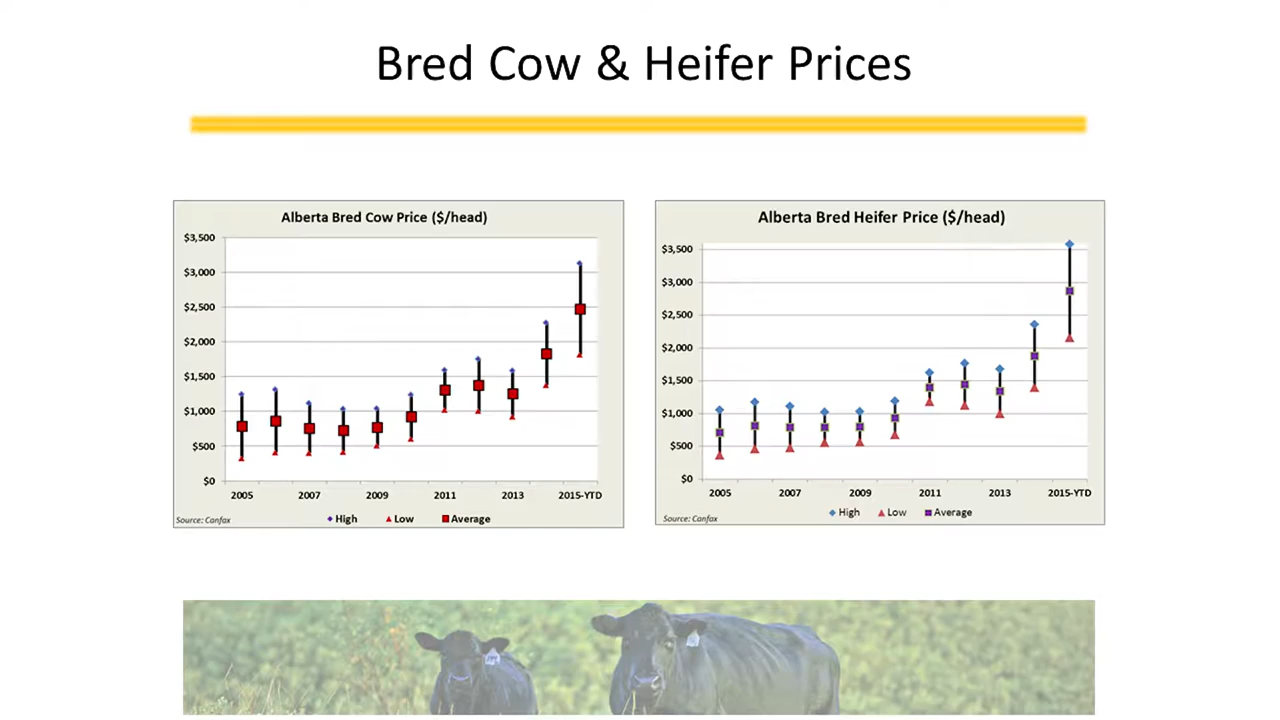 Bred Cow & Heifer Prices
Alberta Bred Cow Price ($/head)
$3,500
$3,000
$2,500
$2,000
$1,500
$1,000
$500
$0
2005 2007 2009 2011 2013 2015-YTD
High Low Average
Source: Canfax
Alberta Bred Heifer Price ($/head)
$3,500
$3,000
$2,500
$2,000
$1,500
$1,000
$500
$0
2005 2007 2009 2011 2013 2015-YTD
High Low Average
Source: Canfax